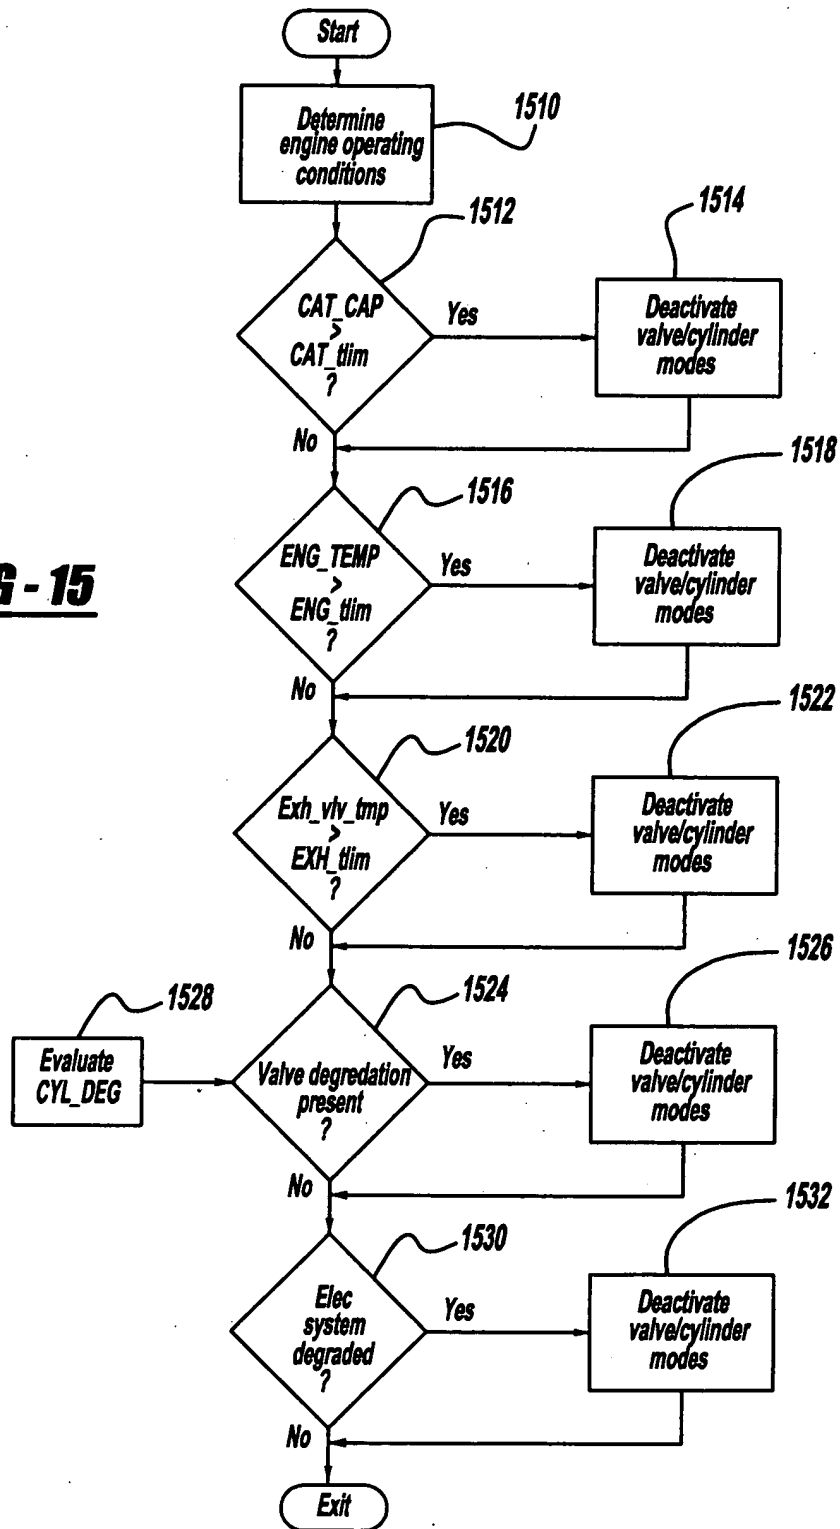 Start
Determine
engine operating
conditions
1510
1512
CAT_CAP
>
CAT_tlim
?
Yes
Deactivate
valve/cylinder
modes
1514
No
1516
ENG_TEMP
>
ENG_tlim
?
Yes
Deactivate
valve/cylinder
modes
1518
G - 15
No
1520
Exh_vlv_tmp
>
EXH_tlim
?
Yes
Deactivate
valve/cylinder
modes
1522
No
1528
Evaluate
CYL_DEG
1524
Valve degredation
present
?
Yes
Deactivate
valve/cylinder
modes
1526
No
1530
Elec
system
degraded
?
Yes
Deactivate
valve/cylinder
modes
1532
No
Exit